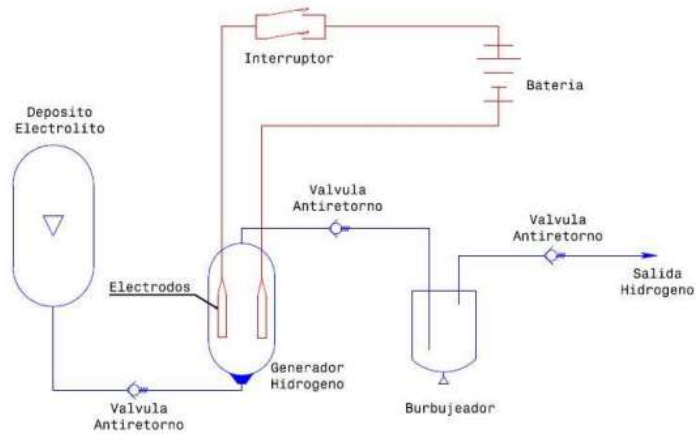 Interruptor
Bateria
Deposito
Electrolito
Valvula
Antiretorno
Valvula
Antiretorno
Salida
Hidrogeno
Electrodos
Generador
Hidrogeno
Valvula
Antiretorno
Burbujeador